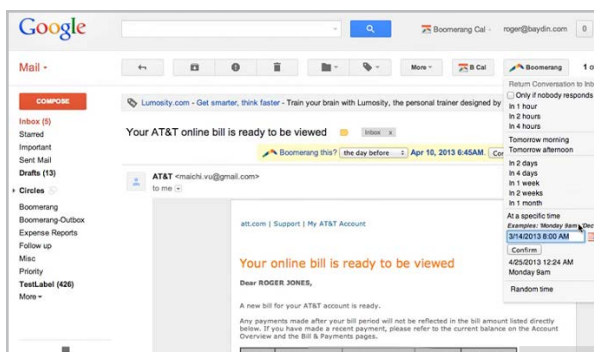 Google
Boomerang Cal
roger@baydin.com
0
Mail
More
B Cal
Boomerang
1 o
COMPOSE
Lumosity.com - Get smarter, think faster - Train your brain with Lumosity, the personal trainer designed by
Inbox (5)
Starred
Important
Sent Mail
Drafts (13)
Circles
Boomerang
Boomerang-Outbox
Expense Reports
Follow up
Misc
Priority
TestLabel (426)
More
Your AT&T online bill is ready to be viewed
Inbox x
Boomerang this? the day before Apr 10, 2013 6:45AM. Con
AT&T <maichi.vu@gmail.com>
to me
att.com | Support | My AT&T Account
Your online bill is ready to be viewed
Dear ROGER JONES,
A new bill for your AT&T account is ready.
Any payments made after your bill period will not be reflected in the bill amount listed directly
below. If you have made a recent payment, please refer to the current balance on the Account
Overview and the Bill & Payments pages.
Return Conversation to Inb
Only if nobody responds
In 1 hour
In 2 hours
In 4 hours
Tomorrow morning
Tomorrow afternoon
In 2 days
In 4 days
In 1 week
In 2 weeks
In 1 month
At a specific time
Examples: 'Monday 9am', 'Dec
3/14/2013 8:00 AM
Confirm
4/25/2013 12:24 AM
Monday 9am
Random time